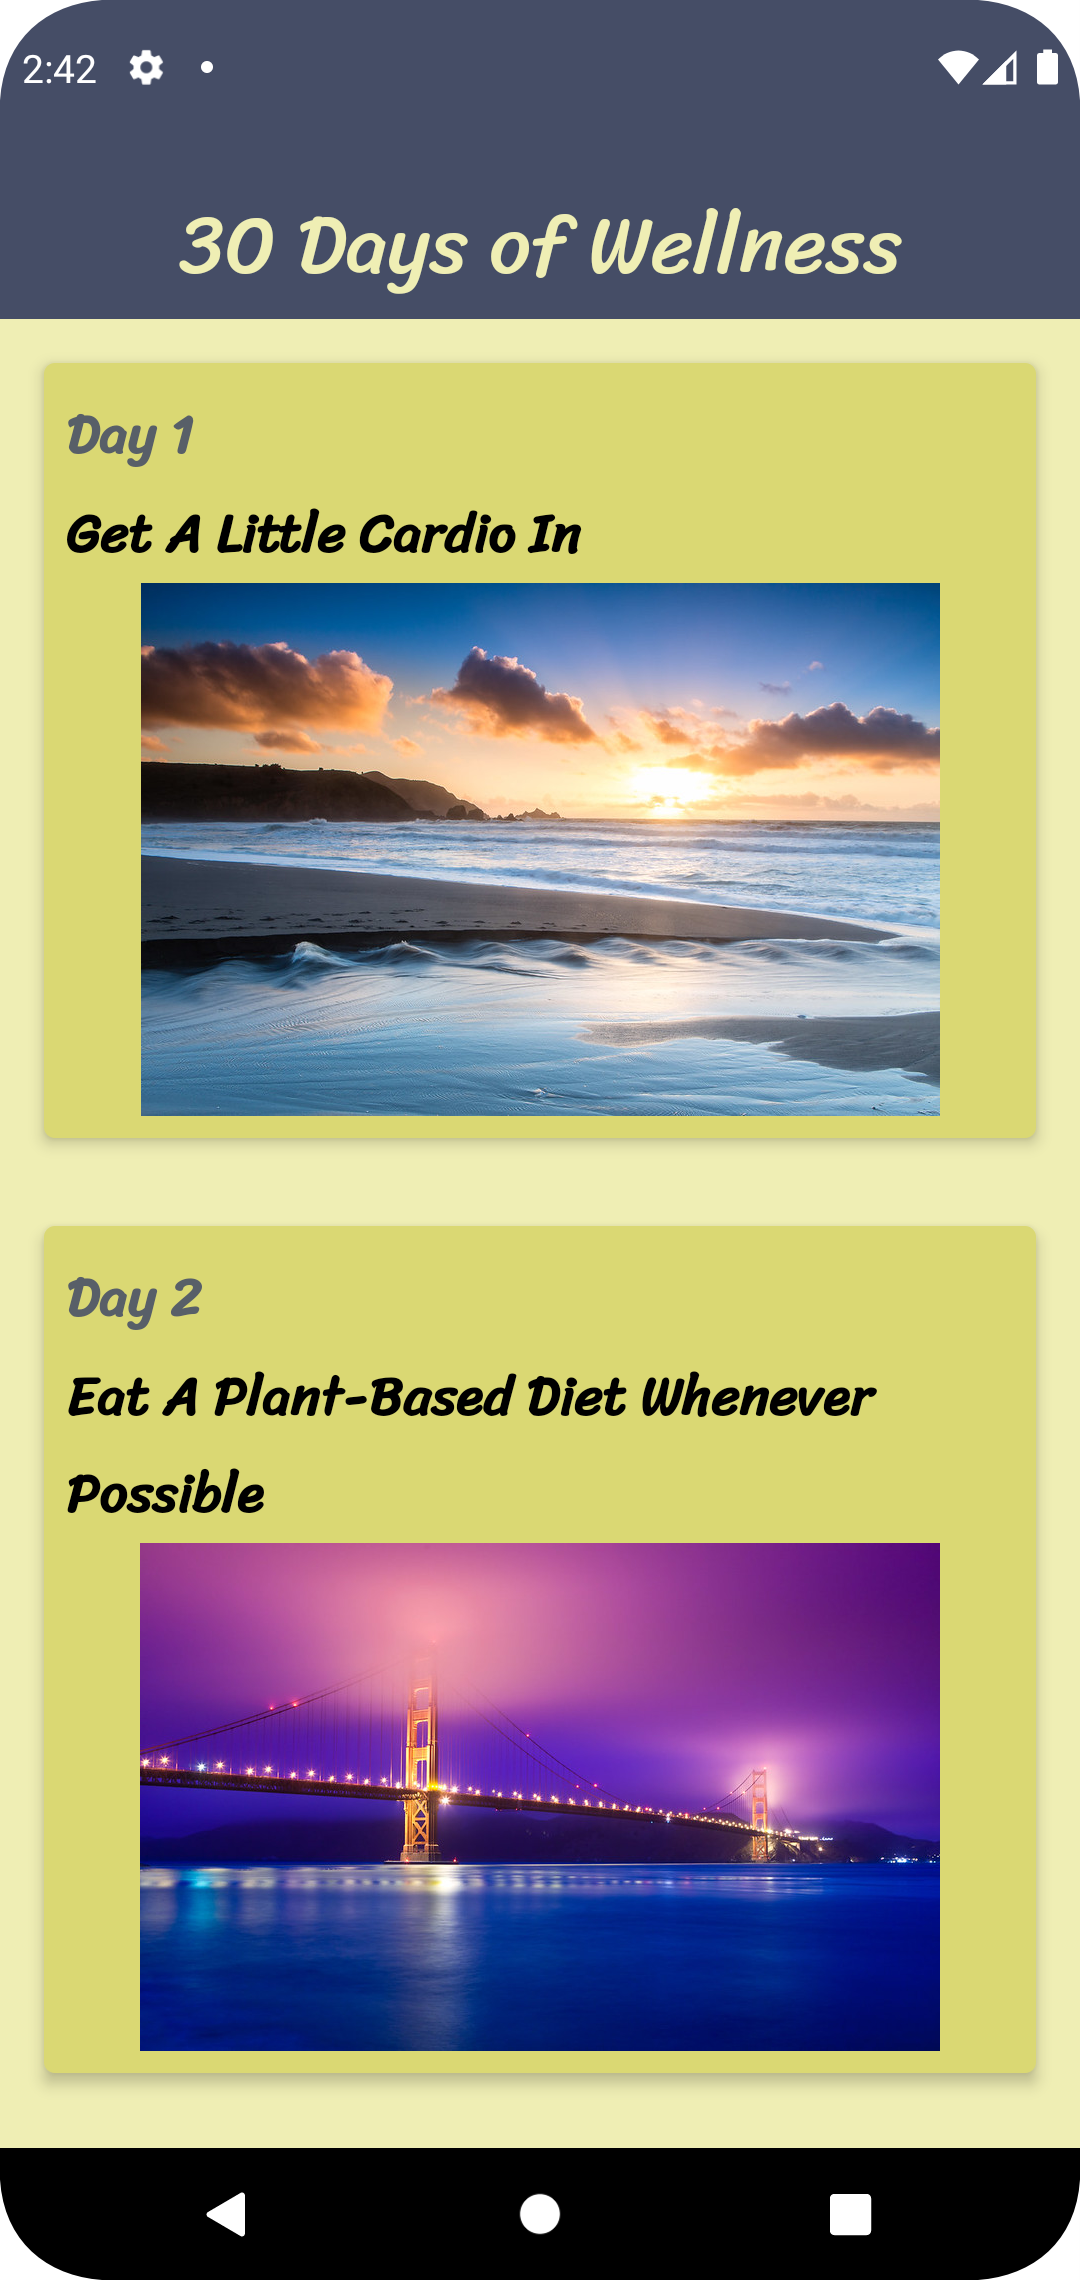 2:42
30 Days of Wellness
Day 1
Get A Little Cardio In
Day 2
Eat A Plant-Based Diet Whenever
Possible